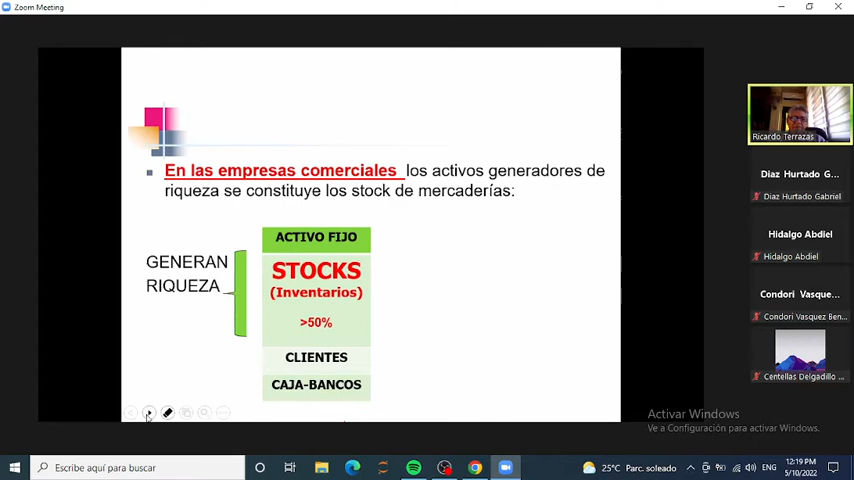 Zoom Meeting
En las empresas comerciales los activos generadores de
riqueza se constituye los stock de mercaderías:
GENERAN
RIQUEZA
ACTIVO FIJO
STOCKS
(Inventarios)
>50%
CLIENTES
CAJA-BANCOS
Ricardo Terrazas
Diaz Hurtado G...
Diaz Hurtado Gabriel
Hidalgo Abdiel
Hidalgo Abdiel
Condori Vasque...
Condori Vasquez Ben...
Centellas Delgadillo ...
Activar Windows
Ve a Configuración para activar Windows.
Escribe aquí para buscar
25°C Parc. soleado
ENG
12:19 PM
5/10/2022